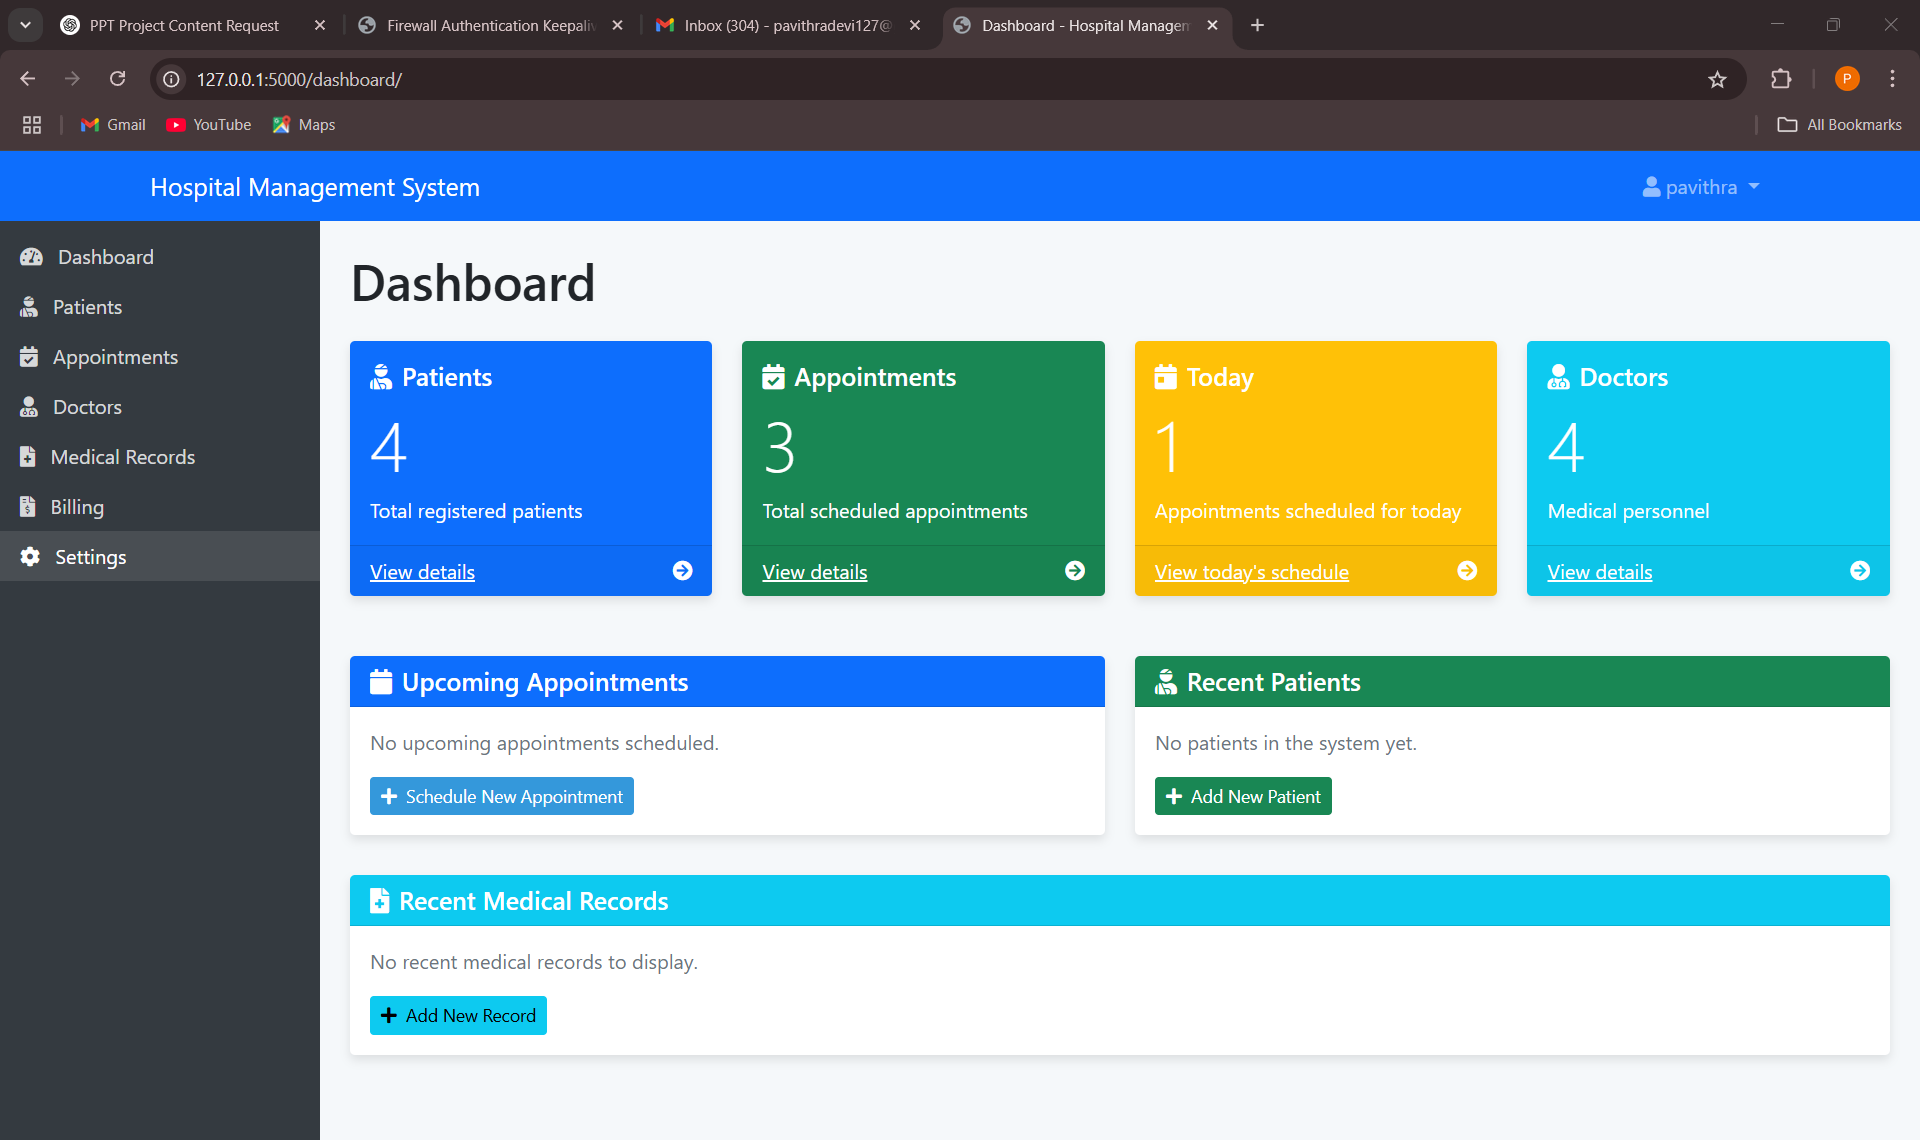 PPT Project Content Request
Firewall Authentication Keepaliv
Inbox (304) - pavithradevi127@
Dashboard - Hospital Managem
127.0.0.1:5000/dashboard/
P
Gmail
YouTube
Maps
All Bookmarks
Hospital Management System
pavithra
Dashboard
Patients
Appointments
Doctors
Medical Records
Billing
Settings
Dashboard
Patients
4
Total registered patients
View details
Appointments
3
Total scheduled appointments
View details
Today
1
Appointments scheduled for today
View today's schedule
Doctors
4
Medical personnel
View details
Upcoming Appointments
No upcoming appointments scheduled.
Schedule New Appointment
Recent Patients
No patients in the system yet.
Add New Patient
Recent Medical Records
No recent medical records to display.
Add New Record